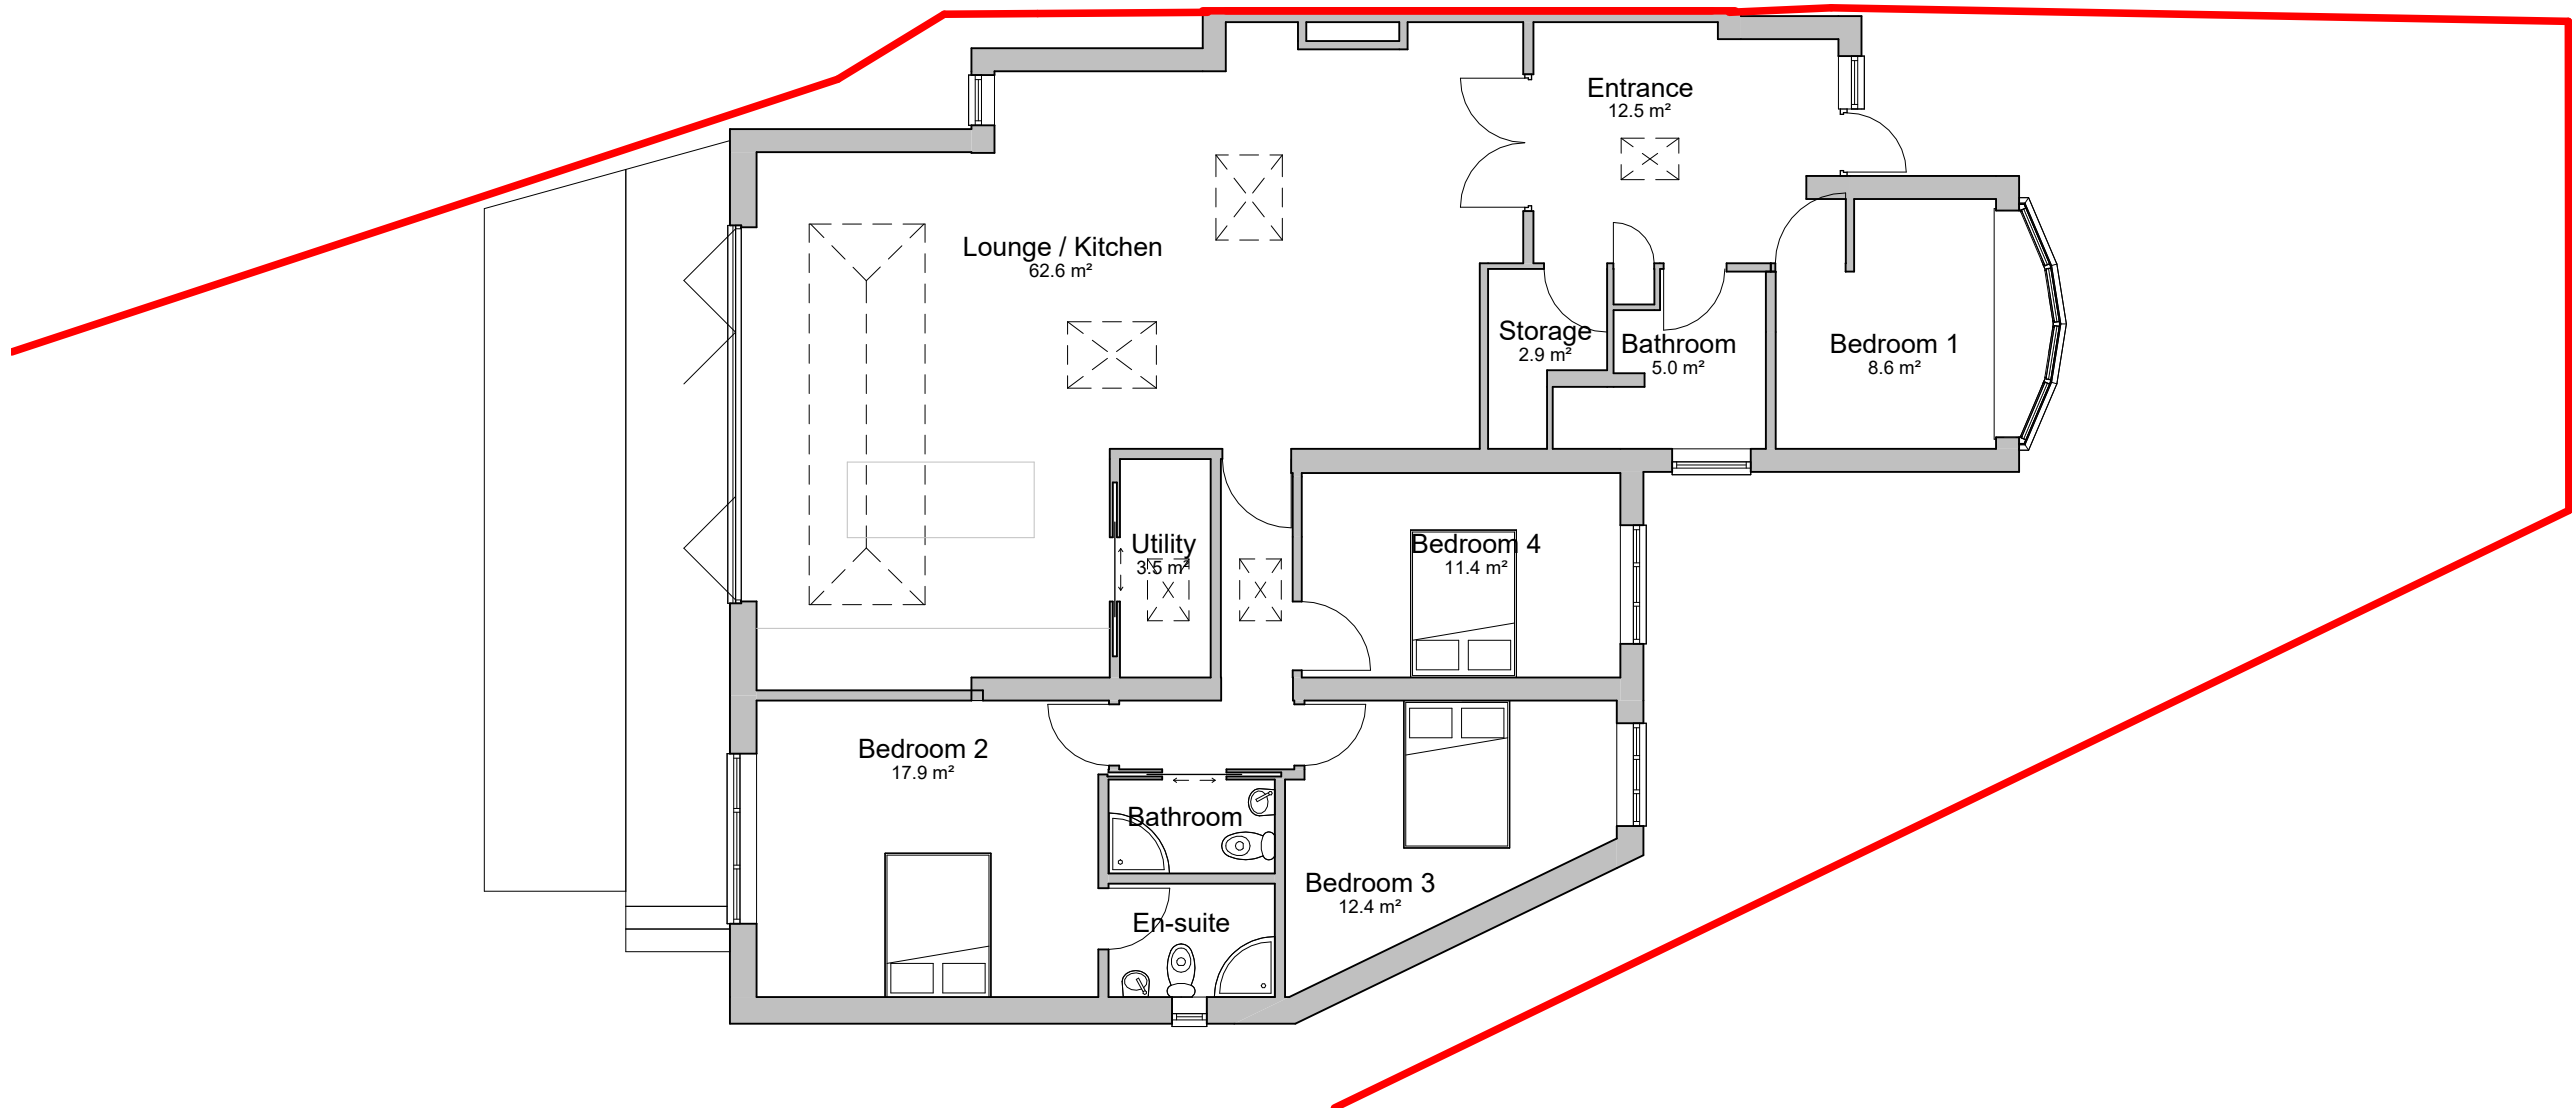 Entrance
12.5 m²
Lounge / Kitchen
62.6 m²
Storage
2.9 m²
Bathroom
5.0 m²
Bedroom 1
8.6 m²
Utility
3.5 m²
Bedroom 4
11.4 m²
Bedroom 2
17.9 m²
Bathroom
Bedroom 3
12.4 m²
En-suite